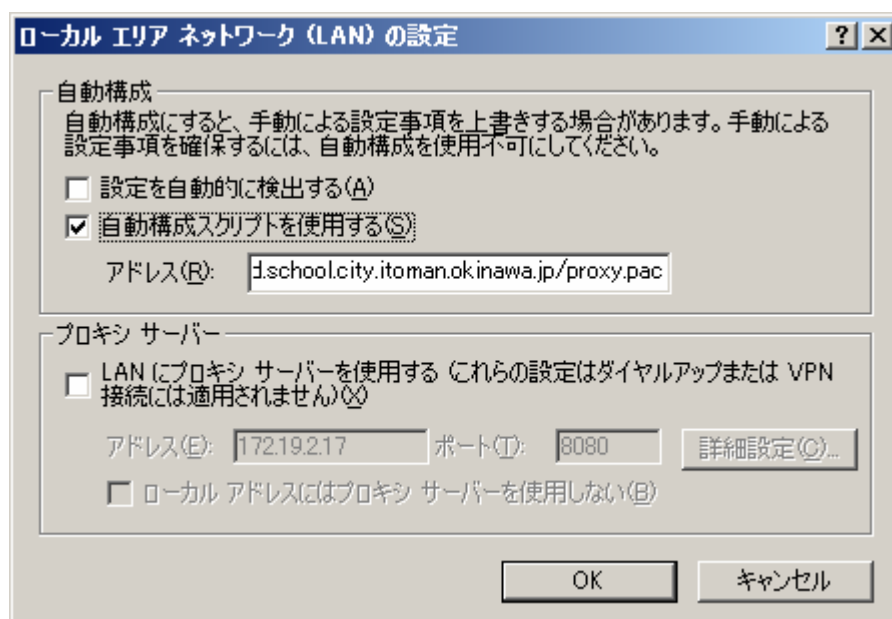 ローカル エリア ネットワーク (LAN) の設定
自動構成
自動構成にすると、手動による設定事項を上書きする場合があります。手動による
設定事項を確保するには、自動構成を使用不可にしてください。
設定を自動的に検出する(A)
自動構成スクリプトを使用する(S)
アドレス(R): d.school.city.itoman.okinawa.jp/proxy.pac
プロキシ サーバー
LAN にプロキシ サーバーを使用する (これらの設定はダイヤルアップまたは VPN
接続には適用されません)(X)
アドレス(E): 172.19.2.17 ポート(T): 8080 詳細設定(C)...
ローカル アドレスにはプロキシ サーバーを使用しない(B)
OK キャンセル